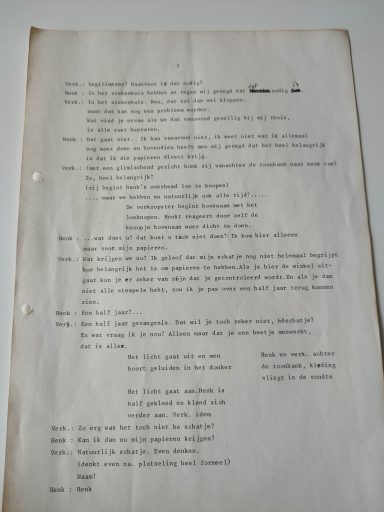 5
Verk.: Legitimeren? Waarvoor is dat nodig?
Henk : In het ziekenhuis hebben ze tegen mij gezegd dat nodig
Verk.: In het ziekenhuis. Nou, dat zal dan wel kloppen,
maar dat kan nog een probleem worden.
Wat vind je ervan als we dat vanavond gezellig bij mij thuis,
in alle rust bepraten.
Henk : Dat gaat niet. Ik kan vanavond niet, ik weet niet wat ik allemaal
nog moet doen en bovendien heeft men mij gezegd dat het heel belangrijk
is dat ik die papieren direct krijg.
Verk.: (met een glimlachend gezicht komt zij vanachter de toonbank naar henk toe)
Zo, heel belangrijk?
(zij begint henk's overhemd los te knopen)
.... maar we hebben nu natuurlijk ook alle tijd!.....
De verkoopster begint bovenaan met het
losknopen. Henkt reageert door zelf de
knoopje bovenaan weer dicht te doen.
Henk : ...wat doet u? dat kunt u toch niet doen? Ik kom hier alleen
maar voor mijn papieren.
Verk.: Wat krijgen we nu? Ik geloof dat mijn schatje nog niet helemaal begrijpt
hoe belangrijk het is om papieren te hebben.Als je hier de winkel uit-
gaat kun je er zeker van zijn dat je gecontroleerd wordt.En als je dan
niet alle stempels hebt, zou ik je pas over een half jaar terug kunnen
zien.
Henk : Een half jaar!...
Verk.: Een half jaar gevangenis. Dat wil je toch zeker niet, hèschatje?
En wat vraag ik je nou? Alleen maar dat je een beetje meewerkt,
dat is alles.
Het licht gaat uit en men
hoort geluiden in het donker
Henk en verk. achter
de toonbank, kleding
vliegt in de rondte
Het licht gaat aan.Henk is
half gekleed en kleed zich
verder aan. Verk. idem
Verk.: Zo erg was het toch niet he schatje?
Henk : Kan ik dan nu mijn papieren krijgen?
Verk.: Natuurlijk schatje. Even denken.
(denkt even na. plotseling heel formeel)
Naam!
Henk : Henk